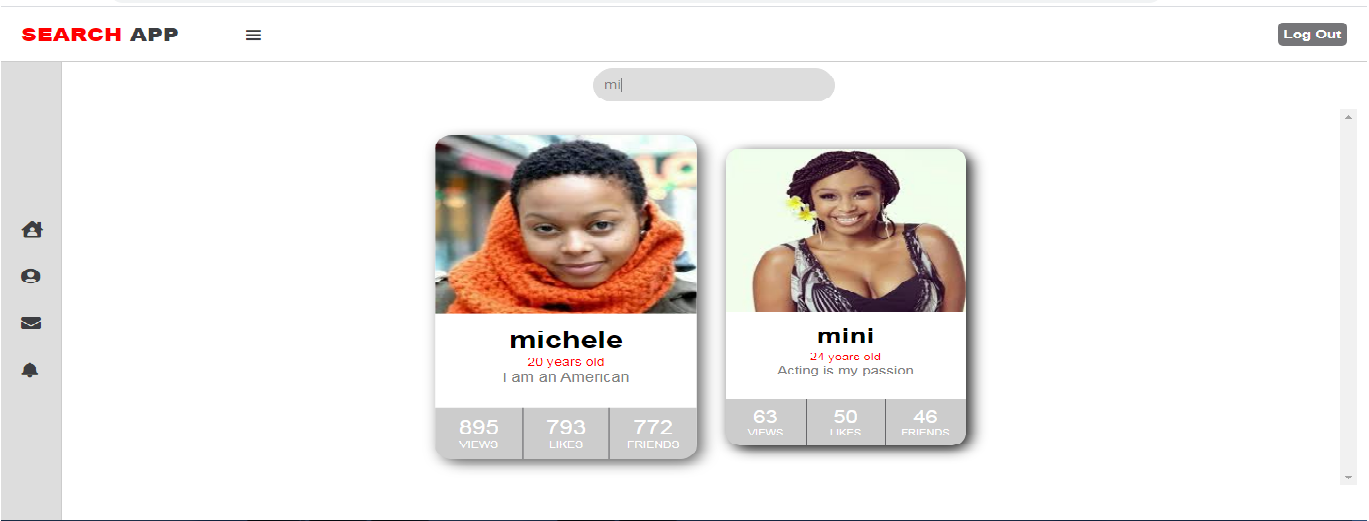 SEARCH APP
Log Out
mi
michele
20 years old
I am an American
895 793 772
VIEWS LIKES FRIENDS
mini
24 years old
Acting is my passion
63 50 46
VIEWS LIKES FRIENDS